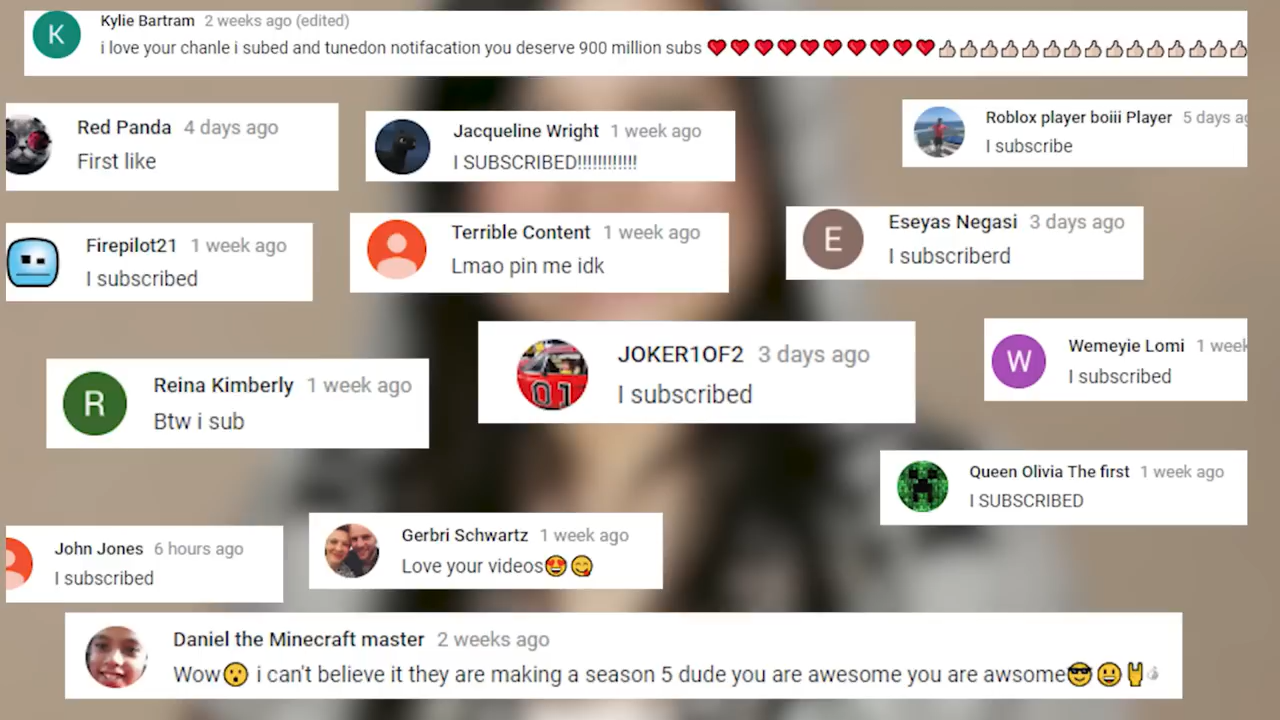 Kylie Bartram 2 weeks ago (edited)
i love your chanle i subed and tunedon notifacation you deserve 900 million subs ❤❤❤❤❤❤❤❤❤❤👍🏻👍🏻👍🏻👍🏻👍🏻👍🏻👍🏻👍🏻👍🏻👍🏻👍🏻👍🏻👍🏻👍🏻👍🏻
K
Red Panda 4 days ago
First like
Jacqueline Wright 1 week ago
I SUBSCRIBED!!!!!!!!!!!!
Roblox player boiii Player 5 days ag
I subscribe
Firepilot21 1 week ago
I subscribed
Terrible Content 1 week ago
Lmao pin me idk
E
Eseyas Negasi 3 days ago
I subscriberd
R
Reina Kimberly 1 week ago
Btw i sub
01
JOKER1OF2 3 days ago
I subscribed
W
Wemeyie Lomi 1 week
I subscribed
Queen Olivia The first 1 week ago
I SUBSCRIBED
John Jones 6 hours ago
I subscribed
Gerbri Schwartz 1 week ago
Love your videos😍😋
Daniel the Minecraft master 2 weeks ago
Wow😮 i can't believe it they are making a season 5 dude you are awesome you are awsome😎😀🤘